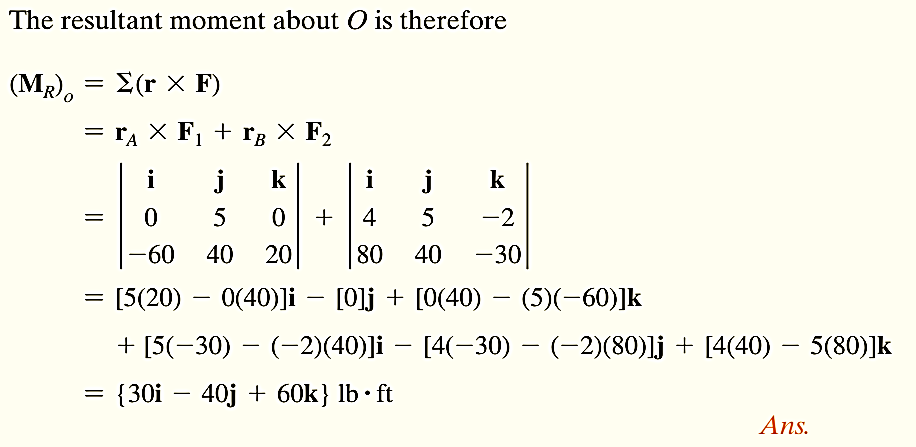 The resultant moment about O is therefore
(M_R)_o = Σ(r × F)
= r_A × F_1 + r_B × F_2
= | i j k | + | i j k |
| 0 5 0 | | 4 5 −2 |
| −60 40 20 | | 80 40 −30 |
= [5(20) − 0(40)]i − [0]j + [0(40) − (5)(−60)]k
+ [5(−30) − (−2)(40)]i − [4(−30) − (−2)(80)]j + [4(40) − 5(80)]k
= {30i − 40j + 60k} lb · ft
Ans.